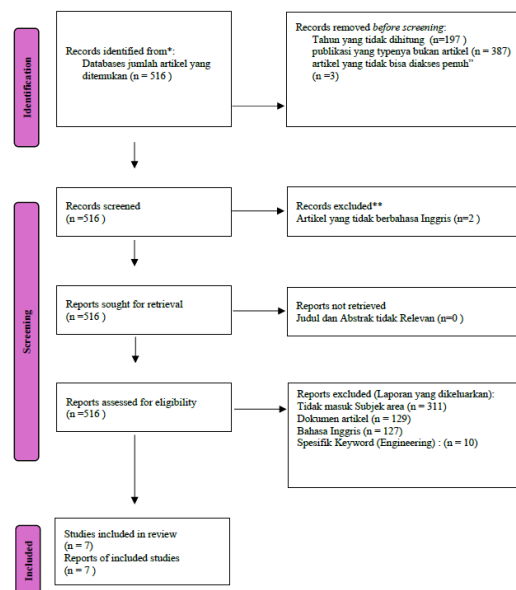 Identification
Records identified from*:
Databases jumlah artikel yang
ditemukan (n = 516 )
Records removed before screening:
Tahun yang tidak dihitung (n=197 )
publikasi yang typenya bukan artikel (n = 387)
artikel yang tidak bisa diakses penuh”
(n =3)
Screening
Records screened
(n =516 )
Records excluded**
Artikel yang tidak berbahasa Inggris (n=2 )
Reports sought for retrieval
(n =516)
Reports not retrieved
Judul dan Abstrak tidak Relevan (n=0 )
Reports assessed for eligibility
(n =516)
Reports excluded (Laporan yang dikeluarkan):
Tidak masuk Subjek area (n = 311)
Dokumen artikel (n = 129)
Bahasa Inggris (n = 127)
Spesifik Keyword (Engineering) : (n = 10)
Included
Studies included in review
(n = 7)
Reports of included studies
(n = 7 )